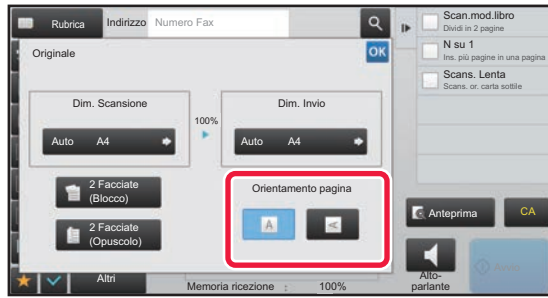 Rubrica
Indirizzo
Numero Fax
Originale
OK
Dim. Scansione
Auto A4
100%
Dim. Invio
Auto A4
2 Facciate
(Blocco)
2 Facciate
(Opuscolo)
Orientamento pagina
A
A
Altri
Memoria ricezione : 100%
Scan.mod.libro
Dividi in 2 pagine
N su 1
Ins. più pagine in una pagina
Scans. Lenta
Scans. or. carta sottile
Anteprima
CA
Alto-
parlante
Avvio